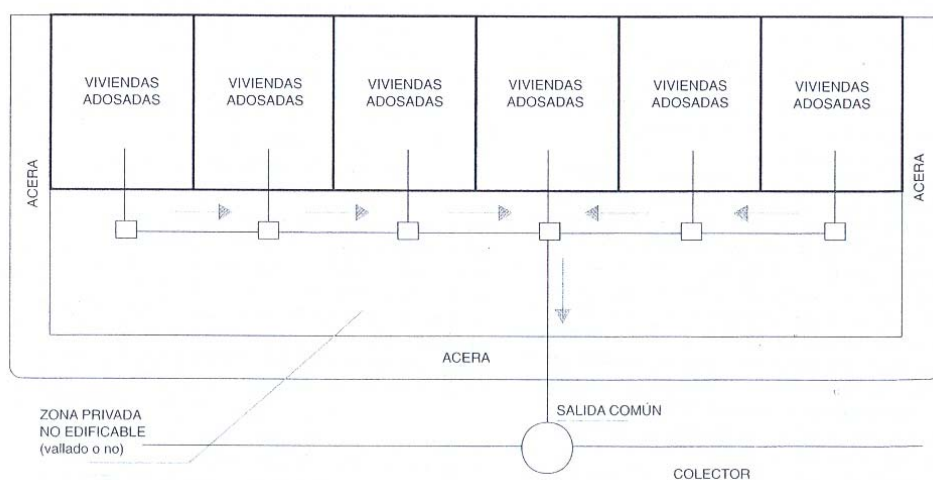 VIVIENDAS
ADOSADAS
VIVIENDAS
ADOSADAS
VIVIENDAS
ADOSADAS
VIVIENDAS
ADOSADAS
VIVIENDAS
ADOSADAS
VIVIENDAS
ADOSADAS
ACERA
ACERA
ACERA
ZONA PRIVADA
NO EDIFICABLE
(vallado o no)
SALIDA COMÚN
COLECTOR